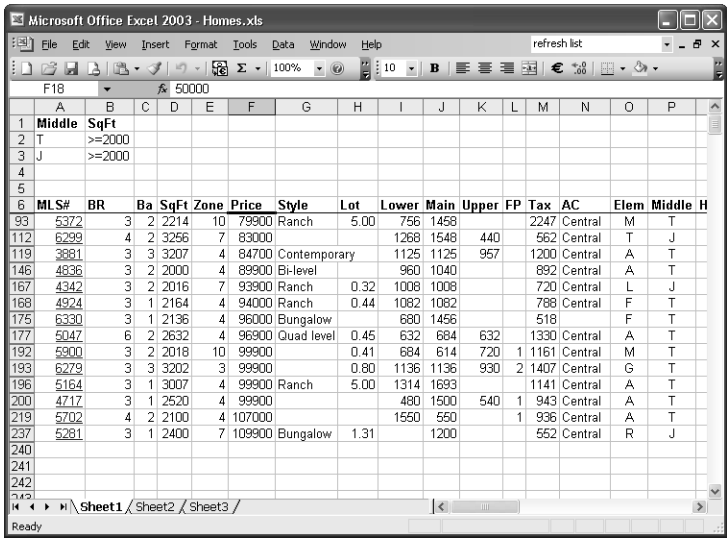 Microsoft Office Excel 2003 - Homes.xls
File Edit View Insert Format Tools Data Window Help refresh list
100% 10 B
F18 fx 50000
A B C D E F G H I J K L M N O P
1 Middle SqFt
2 T >=2000
3 J >=2000
4
5
6 MLS# BR Ba SqFt Zone Price Style Lot Lower Main Upper FP Tax AC Elem Middle H
93 5372 3 2 2214 10 79900 Ranch 5.00 756 1458 2247 Central M T
112 6299 4 2 3256 7 83000 1268 1548 440 562 Central T J
119 3881 3 3 3207 4 84700 Contemporary 1125 1125 957 1200 Central A T
146 4836 3 2 2000 4 89900 Bi-level 960 1040 892 Central A T
167 4342 3 2 2016 7 93900 Ranch 0.32 1008 1008 720 Central L J
168 4924 3 1 2164 4 94000 Ranch 0.44 1082 1082 788 Central F T
175 6330 3 1 2136 4 96000 Bungalow 680 1456 518 F T
177 5047 6 2 2632 4 96900 Quad level 0.45 632 684 632 1330 Central A T
192 5900 3 2 2018 10 99900 0.41 684 614 720 1 1161 Central M T
193 6279 3 3 3202 3 99900 0.80 1136 1136 930 2 1407 Central G T
196 5164 3 1 3007 4 99900 Ranch 5.00 1314 1693 1141 Central A T
200 4717 3 1 2520 4 99900 480 1500 540 1 943 Central A T
219 5702 4 2 2100 4 107000 1550 550 1 936 Central A T
237 5281 3 1 2400 7 109900 Bungalow 1.31 1200 552 Central R J
240
241
242
Sheet1 Sheet2 Sheet3
Ready